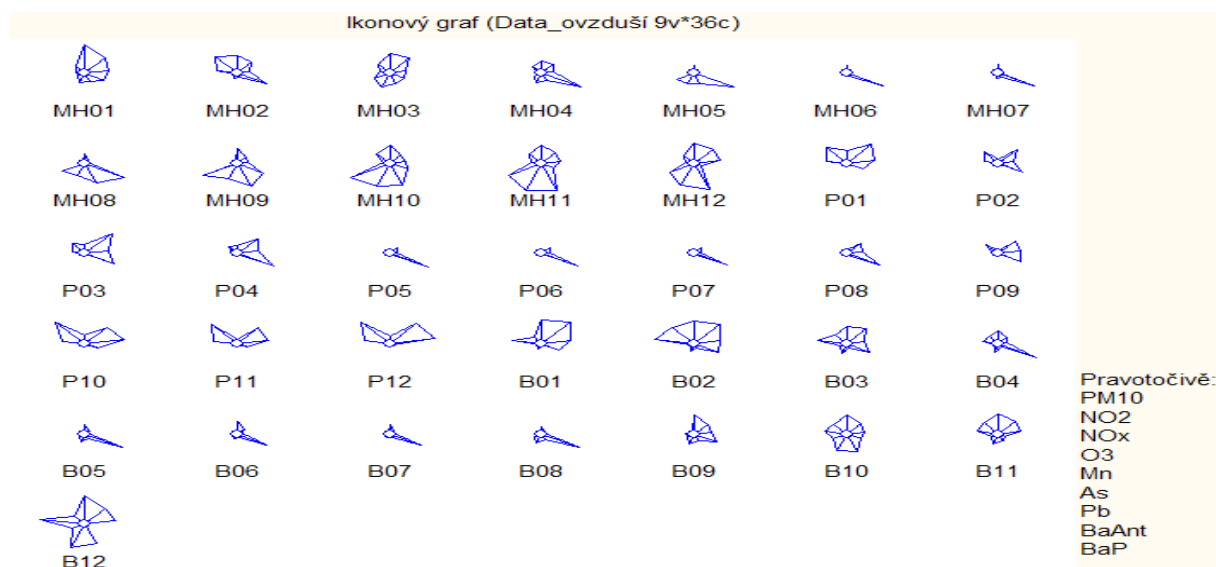 Ikonový graf (Data_ovzduší 9v*36c)
MH01 MH02 MH03 MH04 MH05 MH06 MH07
MH08 MH09 MH10 MH11 MH12 P01 P02
P03 P04 P05 P06 P07 P08 P09
P10 P11 P12 B01 B02 B03 B04
B05 B06 B07 B08 B09 B10 B11
B12
Pravotočivě:
PM10
NO2
NOx
O3
Mn
As
Pb
BaAnt
BaP